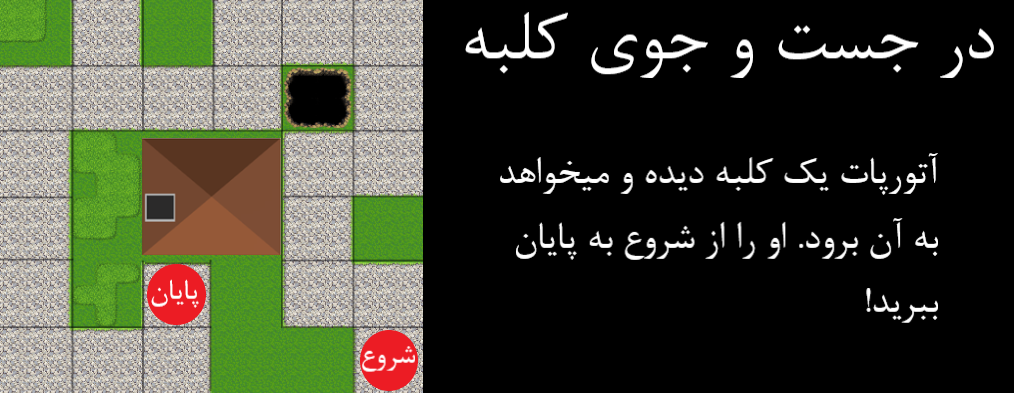 در جست و جوی کلبه
آتورپات یک کلبه دیده و میخواهد
به آن برود. او را از شروع به پایان
ببرید!
پایان
شروع